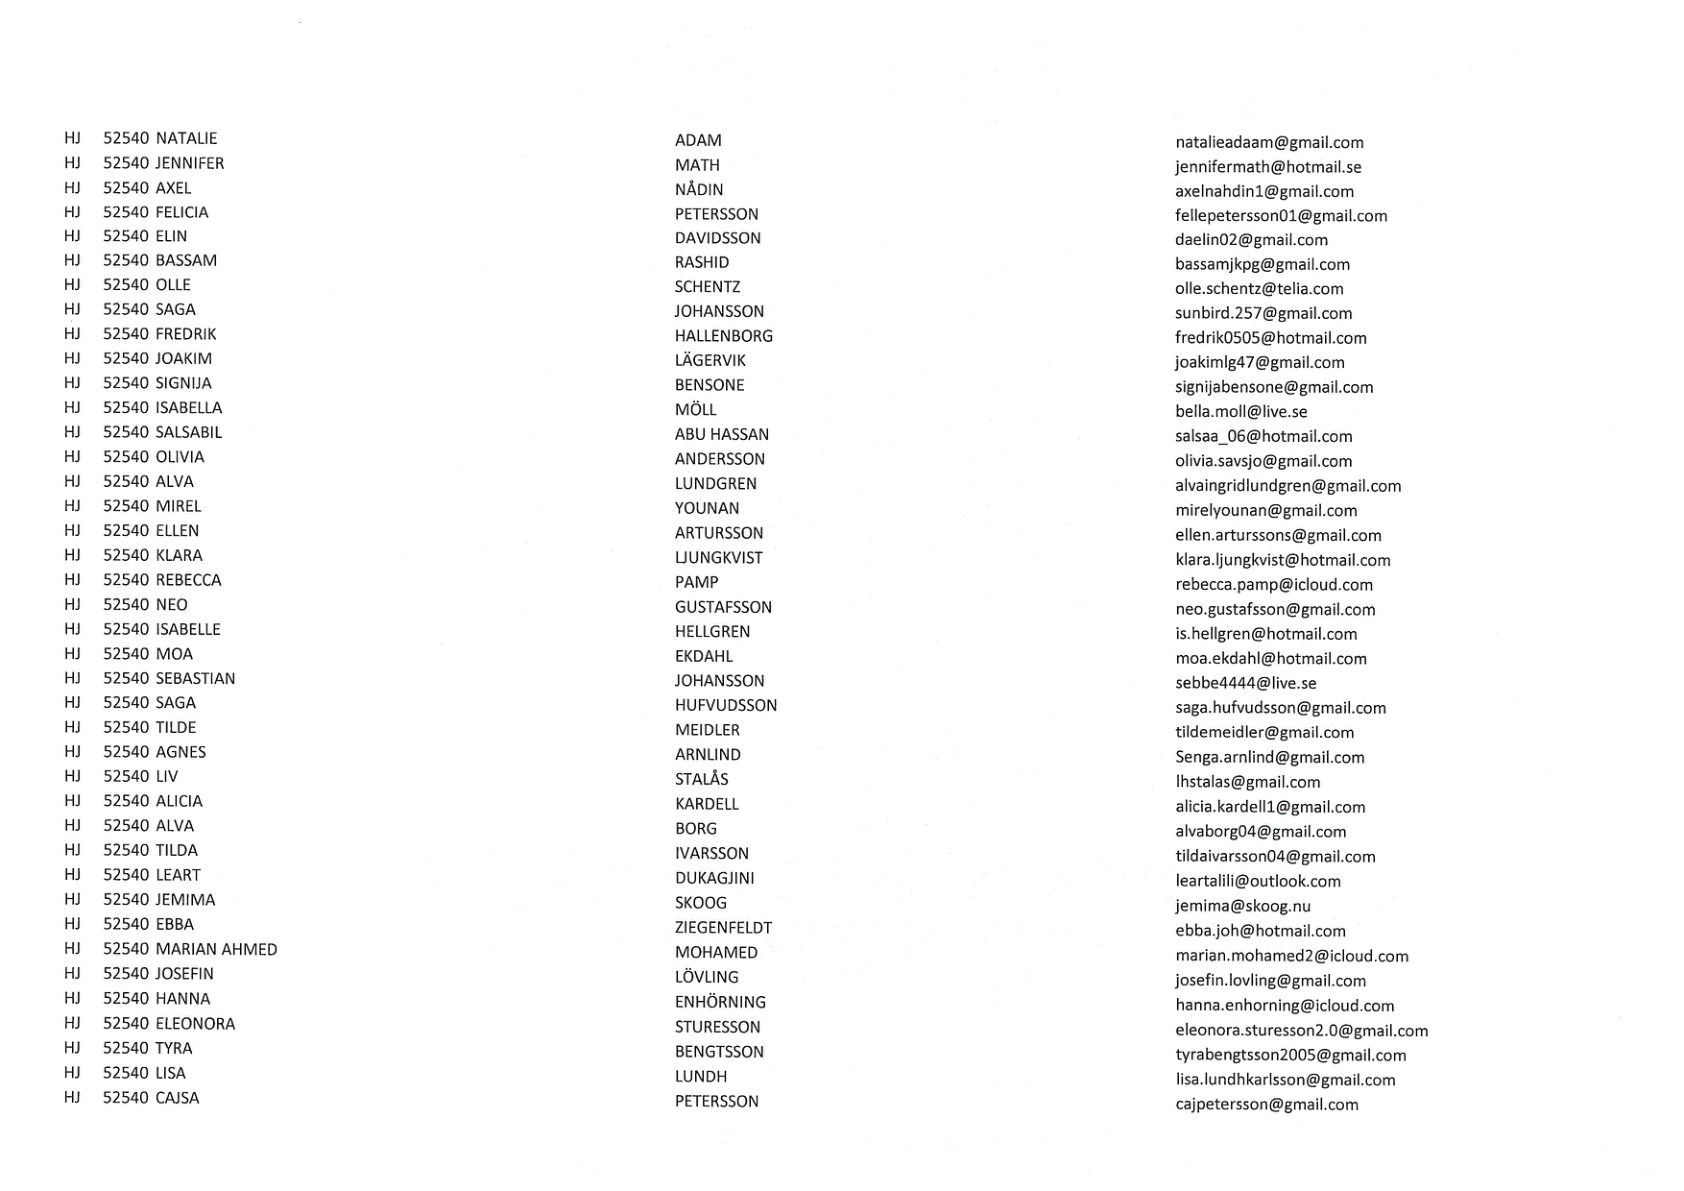 HJ 52540 NATALIE ADAM natalieadaam@gmail.com
HJ 52540 JENNIFER MATH jennifermath@hotmail.se
HJ 52540 AXEL NÅDIN axelnahdin1@gmail.com
HJ 52540 FELICIA PETERSSON fellepetersson01@gmail.com
HJ 52540 ELIN DAVIDSSON daelin02@gmail.com
HJ 52540 BASSAM RASHID bassamjkpg@gmail.com
HJ 52540 OLLE SCHENTZ olle.schentz@telia.com
HJ 52540 SAGA JOHANSSON sunbird.257@gmail.com
HJ 52540 FREDRIK HALLENBORG fredrik0505@hotmail.com
HJ 52540 JOAKIM LÄGERVIK joakimlg47@gmail.com
HJ 52540 SIGNIJA BENSONE signijabensone@gmail.com
HJ 52540 ISABELLA MÖLL bella.moll@live.se
HJ 52540 SALSABIL ABU HASSAN salsaa_06@hotmail.com
HJ 52540 OLIVIA ANDERSSON olivia.savsjo@gmail.com
HJ 52540 ALVA LUNDGREN alvaingridlundgren@gmail.com
HJ 52540 MIREL YOUNAN mirelyounan@gmail.com
HJ 52540 ELLEN ARTURSSON ellen.arturssons@gmail.com
HJ 52540 KLARA LJUNGKVIST klara.ljungkvist@hotmail.com
HJ 52540 REBECCA PAMP rebecca.pamp@icloud.com
HJ 52540 NEO GUSTAFSSON neo.gustafsson@gmail.com
HJ 52540 ISABELLE HELLGREN is.hellgren@hotmail.com
HJ 52540 MOA EKDAHL moa.ekdahl@hotmail.com
HJ 52540 SEBASTIAN JOHANSSON sebbe4444@live.se
HJ 52540 SAGA HUFVUDSSON saga.hufvudsson@gmail.com
HJ 52540 TILDE MEIDLER tildemeidler@gmail.com
HJ 52540 AGNES ARNLIND Senga.arnlind@gmail.com
HJ 52540 LIV STALÅS lhstalas@gmail.com
HJ 52540 ALICIA KARDELL alicia.kardell1@gmail.com
HJ 52540 ALVA BORG alvaborg04@gmail.com
HJ 52540 TILDA IVARSSON tildaivarsson04@gmail.com
HJ 52540 LEART DUKAGJINI leartalili@outlook.com
HJ 52540 JEMIMA SKOOG jemima@skoog.nu
HJ 52540 EBBA ZIEGENFELDT ebba.joh@hotmail.com
HJ 52540 MARIAN AHMED MOHAMED marian.mohamed2@icloud.com
HJ 52540 JOSEFIN LÖVLING josefin.lovling@gmail.com
HJ 52540 HANNA ENHÖRNING hanna.enhorning@icloud.com
HJ 52540 ELEONORA STURESSON eleonora.sturesson2.0@gmail.com
HJ 52540 TYRA BENGTSSON tyrabengtsson2005@gmail.com
HJ 52540 LISA LUNDH lisa.lundhkarlsson@gmail.com
HJ 52540 CAJSA PETERSSON cajpetersson@gmail.com